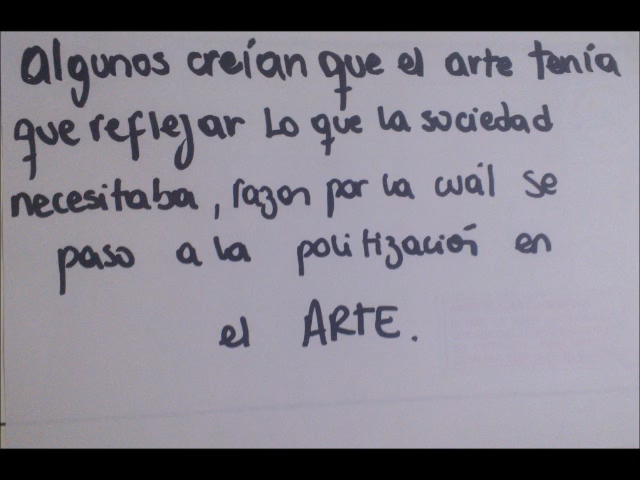 Algunos creían que el arte tenía
que reflejar lo que la sociedad
necesitaba, razon por la cuál se
paso a la politización en
el ARTE.